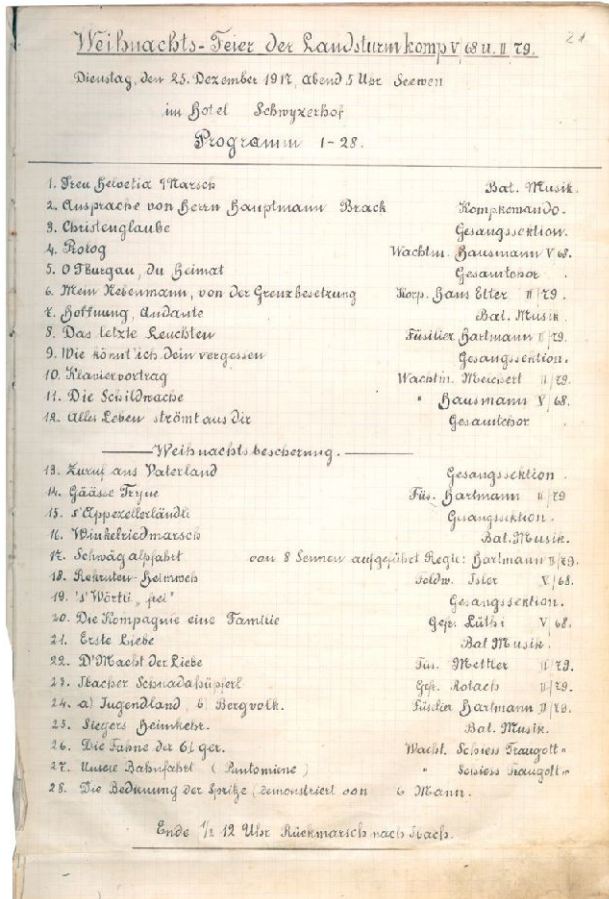 21
Weihnachts-Feier der Landsturmkomp V/68 u. II/79.
Dienstag, den 25. Dezember 1917, abend 5 Uhr Seewen
im Hotel Schwyzerhof
Programm 1-28.
1. Treu Helvetia Marsch Bat. Musik.
2. Ansprache von Herrn Hauptmann Brack Kompkomando.
3. Christenglaube Gesangssektion.
4. Prolog Wachtm. Hausmann V 68.
5. O Thurgau, du Heimat Gesamtchor.
6. Mein Nebenmann, von der Grenzbesetzung Korp. Hans Etter II/79.
7. Hoffnung, Andante Bat. Musik.
8. Das letzte Leuchten Füsilier Hartmann II/79.
9. Wie könnt ich dein vergessen Gesangssektion.
10. Klaviervortrag Wachtm. Meichert II/79.
11. Die Schildwache " Hausmann V/68.
12. Alles Leben strömt aus dir Gesamtchor
Weihnachtsbescherung.
13. Zuruf ans Vaterland Gesangssektion.
14. Gäässe Füs. Hartmann II/79
15. s'Appezellerländli Gesangssektion.
16. Winkelriedmarsch Bat. Musik.
17. Schwägalpfahrt von 8 Sennen aufgeführt Regie: Hartmann II/79.
18. Rekruten-Heimweh Soldw. Isler V/68.
19. 's' Wörtli „frei" Gesangssektion.
20. Die Kompagnie eine Familie Gefr. Lüthi V/68.
21. Erste Liebe Bat Musik.
22. D'Macht der Liebe Füs. Mettler II/79.
23. Schnadahüpferl Gefr. Rotach II/79.
24. a) Jugendland, b) Bergvolk. Füsilier Hartmann II/79.
25. Siegers Heimkehr. Bat. Musik.
26. Die Fahne der 61 ger. Wacht. Schiess Traugott "
27. Unsere Bahnfahrt (Pantomime) " Schiess Traugott "
28. Die Bedinung der Spritze (demonstriert von 6 Mann.
Ende ½ 12 Uhr Rückmarsch nach